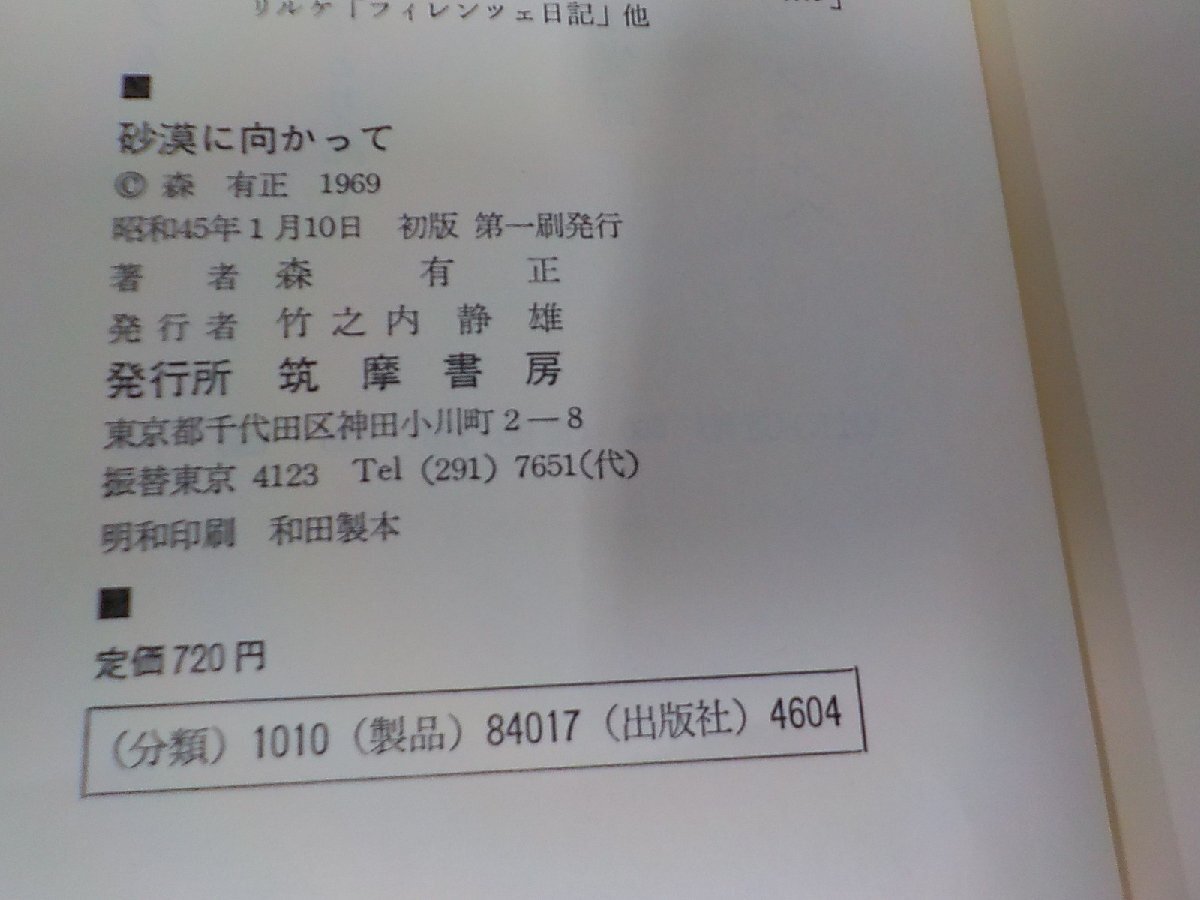 リルケ「フィレンツェ日記」他
■
砂漠に向かって
© 森 有正 1969
昭和45年1月10日 初版 第一刷発行
著者 森有正
発行者 竹之内静雄
発行所 筑摩書房
東京都千代田区神田小川町2―8
振替東京 4123 Tel (291) 7651(代)
明和印刷 和田製本
■
定価720円
(分類) 1010 (製品) 84017 (出版社) 4604